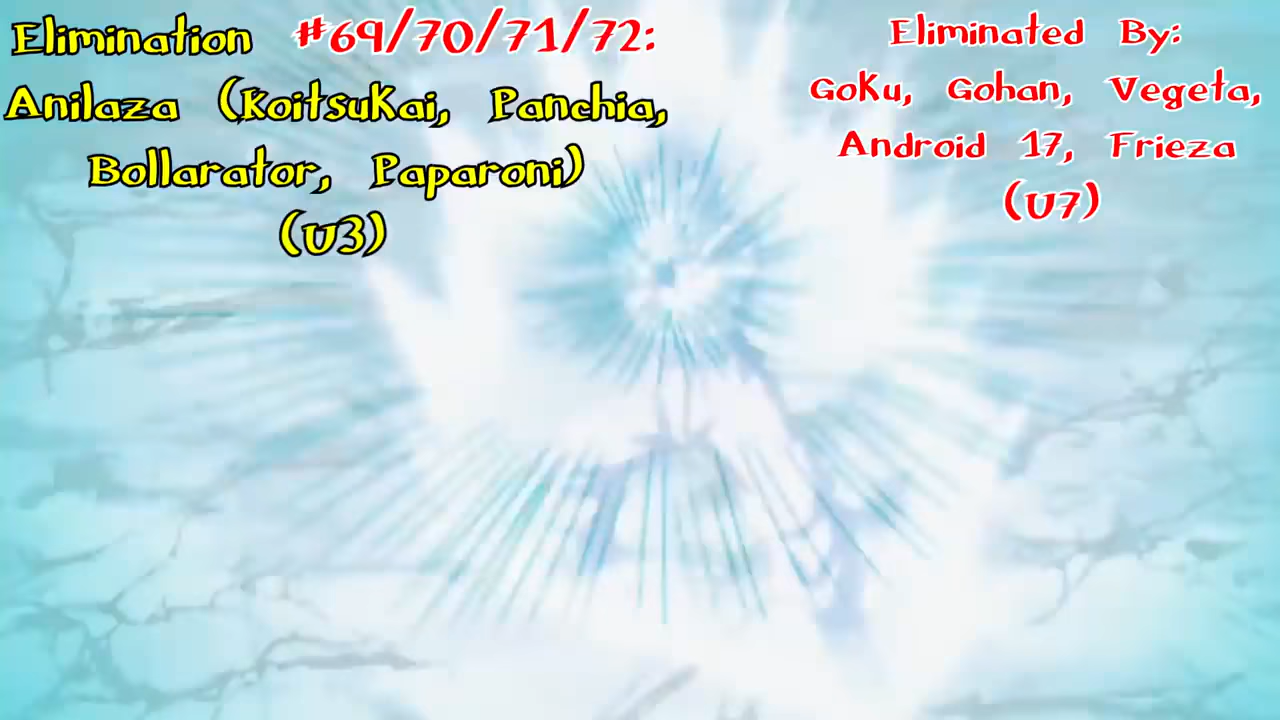 Elimination #69/70/71/72:
Anilaza (Koitsukai, Panchia,
Bollarator, Paparoni)
(U3)
Eliminated By:
Goku, Gohan, Vegeta,
Android 17, Frieza
(U7)